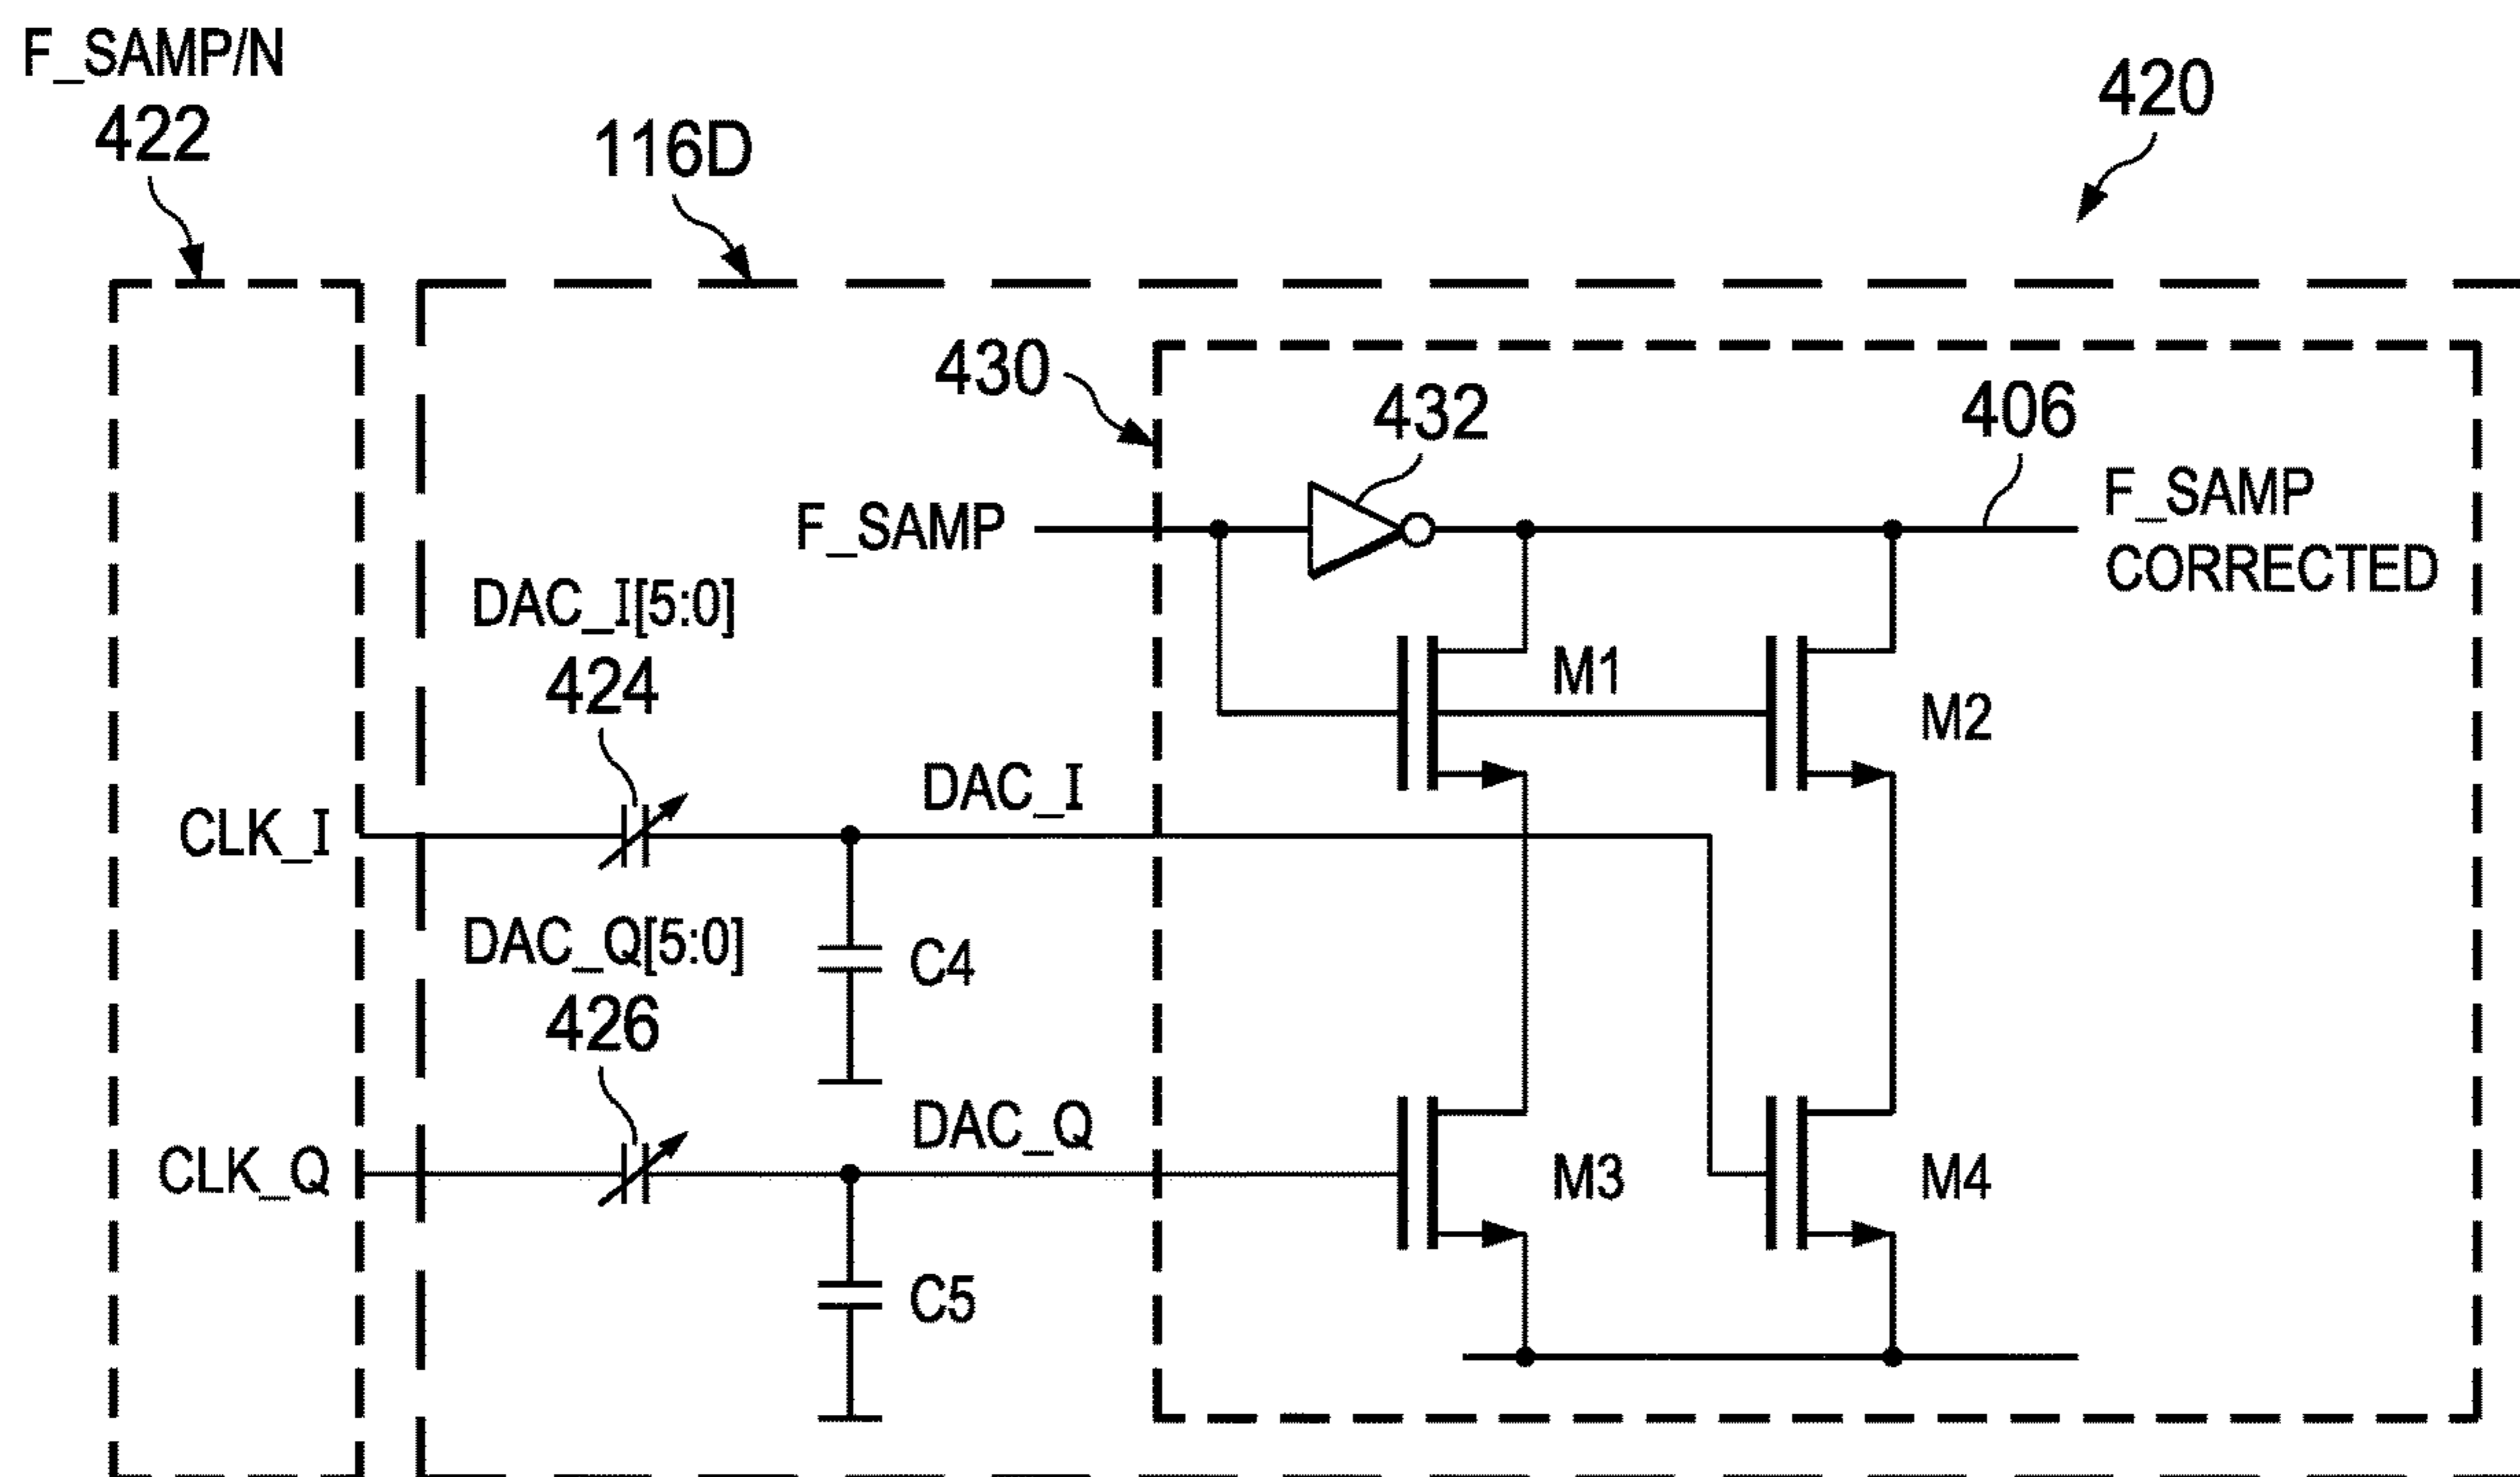 F_SAMP/N
422
116D
420
430
432
406
F_SAMP
F_SAMP
CORRECTED
DAC_I[5:0]
424
M1
M2
DAC_I
CLK_I
DAC_Q[5:0]
426
C4
DAC_Q
CLK_Q
M3
M4
C5